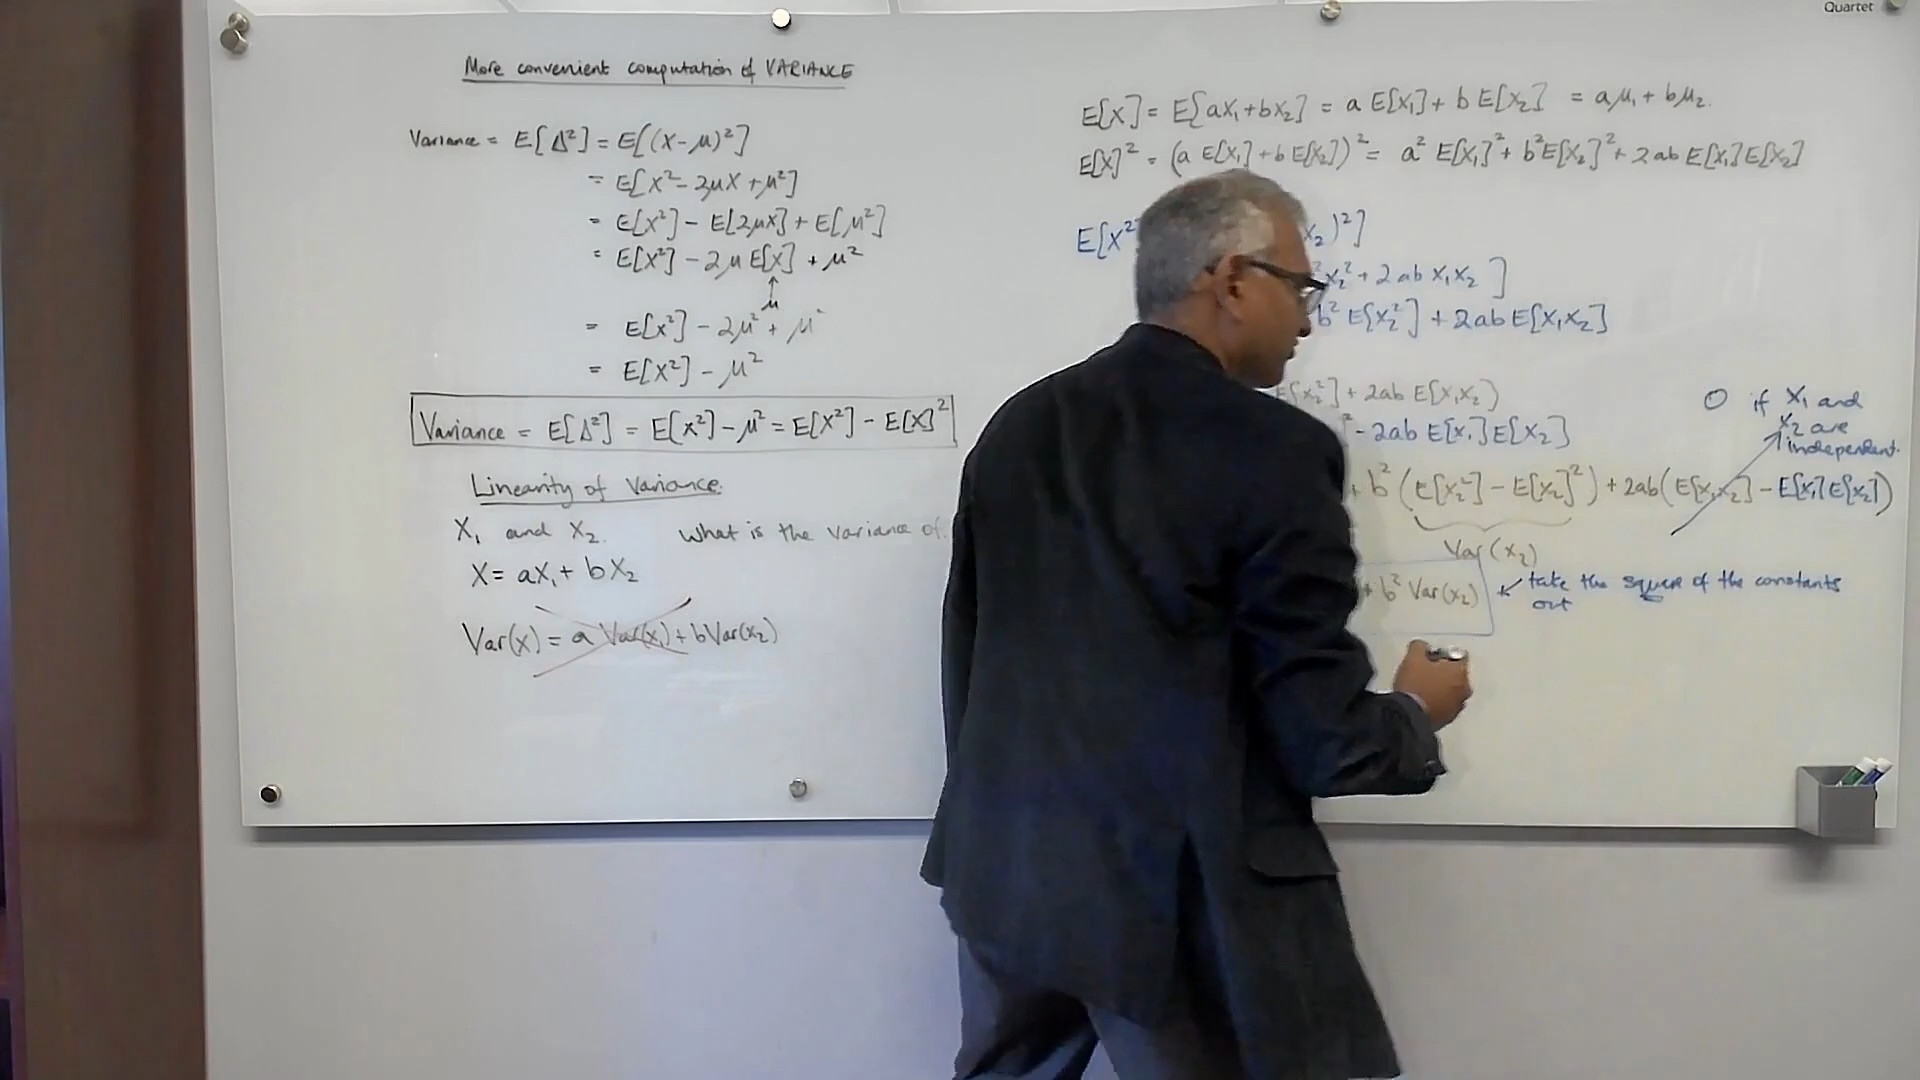 Quartet
More convenient computation of VARIANCE
Variance = E[Δ²] = E[(X-μ)²]
= E[X²- 2μX + μ²]
= E[X²] - E[2μX] + E[μ²]
= E[X²] - 2μ E[X] + μ²
↑
μ
= E[X²] - 2μ² + μ²
= E[X²] - μ²
Variance = E[Δ²] = E[X²] - μ² = E[X²] - E[X]²
Linearity of Variance.
X₁ and X₂. What is the variance of
X = aX₁ + bX₂
Var(X) = a Var(X₁) + b Var(X₂)
E[X] = E[aX₁+bX₂] = a E[X₁] + b E[X₂] = aμ₁ + bμ₂.
E[X]² = (a E[X₁] + b E[X₂])² = a² E[X₁]² + b²E[X₂]² + 2ab E[X₁]E[X₂]
E[X² X₂)²]
²X₂² + 2ab X₁X₂ ]
b² E[X₂²] + 2ab E[X₁X₂]
E[X₂²] + 2ab E[X₁X₂]
² - 2ab E[X₁]E[X₂]
0 if X₁ and
X₂ are
independent.
+ b² (E[X₂²] - E[X₂]²) + 2ab(E[X₁X₂] - E[X₁]E[X₂])
Var(X₂)
+ b² Var(X₂) ← take the square of the constants
out